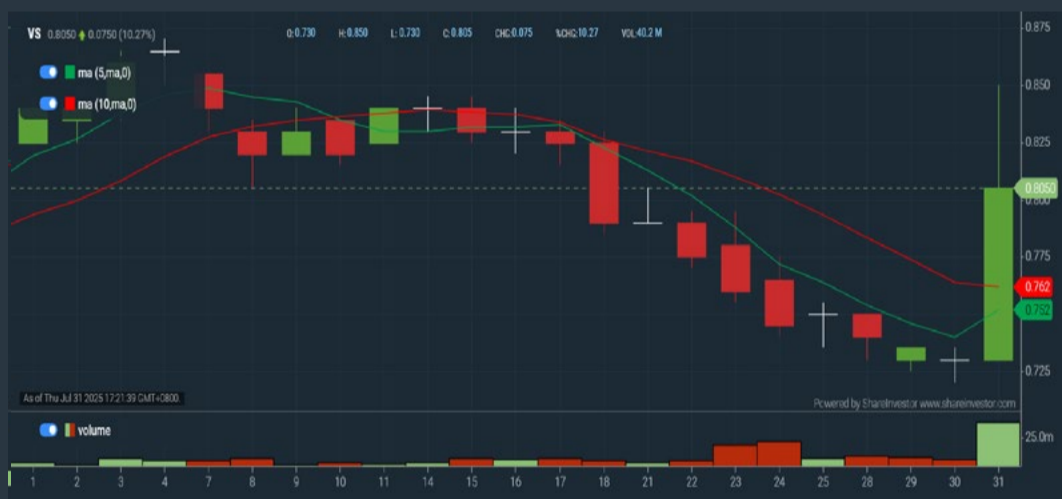 VS 0.8050 0.0750 (10.27%) O:0.730 H:0.850 L:0.730 C:0.805 CHG:0.075 %CHG:10.27 VOL:40.2 M
ma (5,ma,0)
ma (10,ma,0)
0.875
0.850
0.825
0.8050
0.800
0.775
0.762
0.752
0.725
As of Thu Jul 31 2025 17:21:39 GMT+0800.
Powered by ShareInvestor www.shareinvestor.com
volume
25.0m
1 2 3 4 7 8 9 10 11 14 15 16 17 18 21 22 23 24 25 28 29 30 31